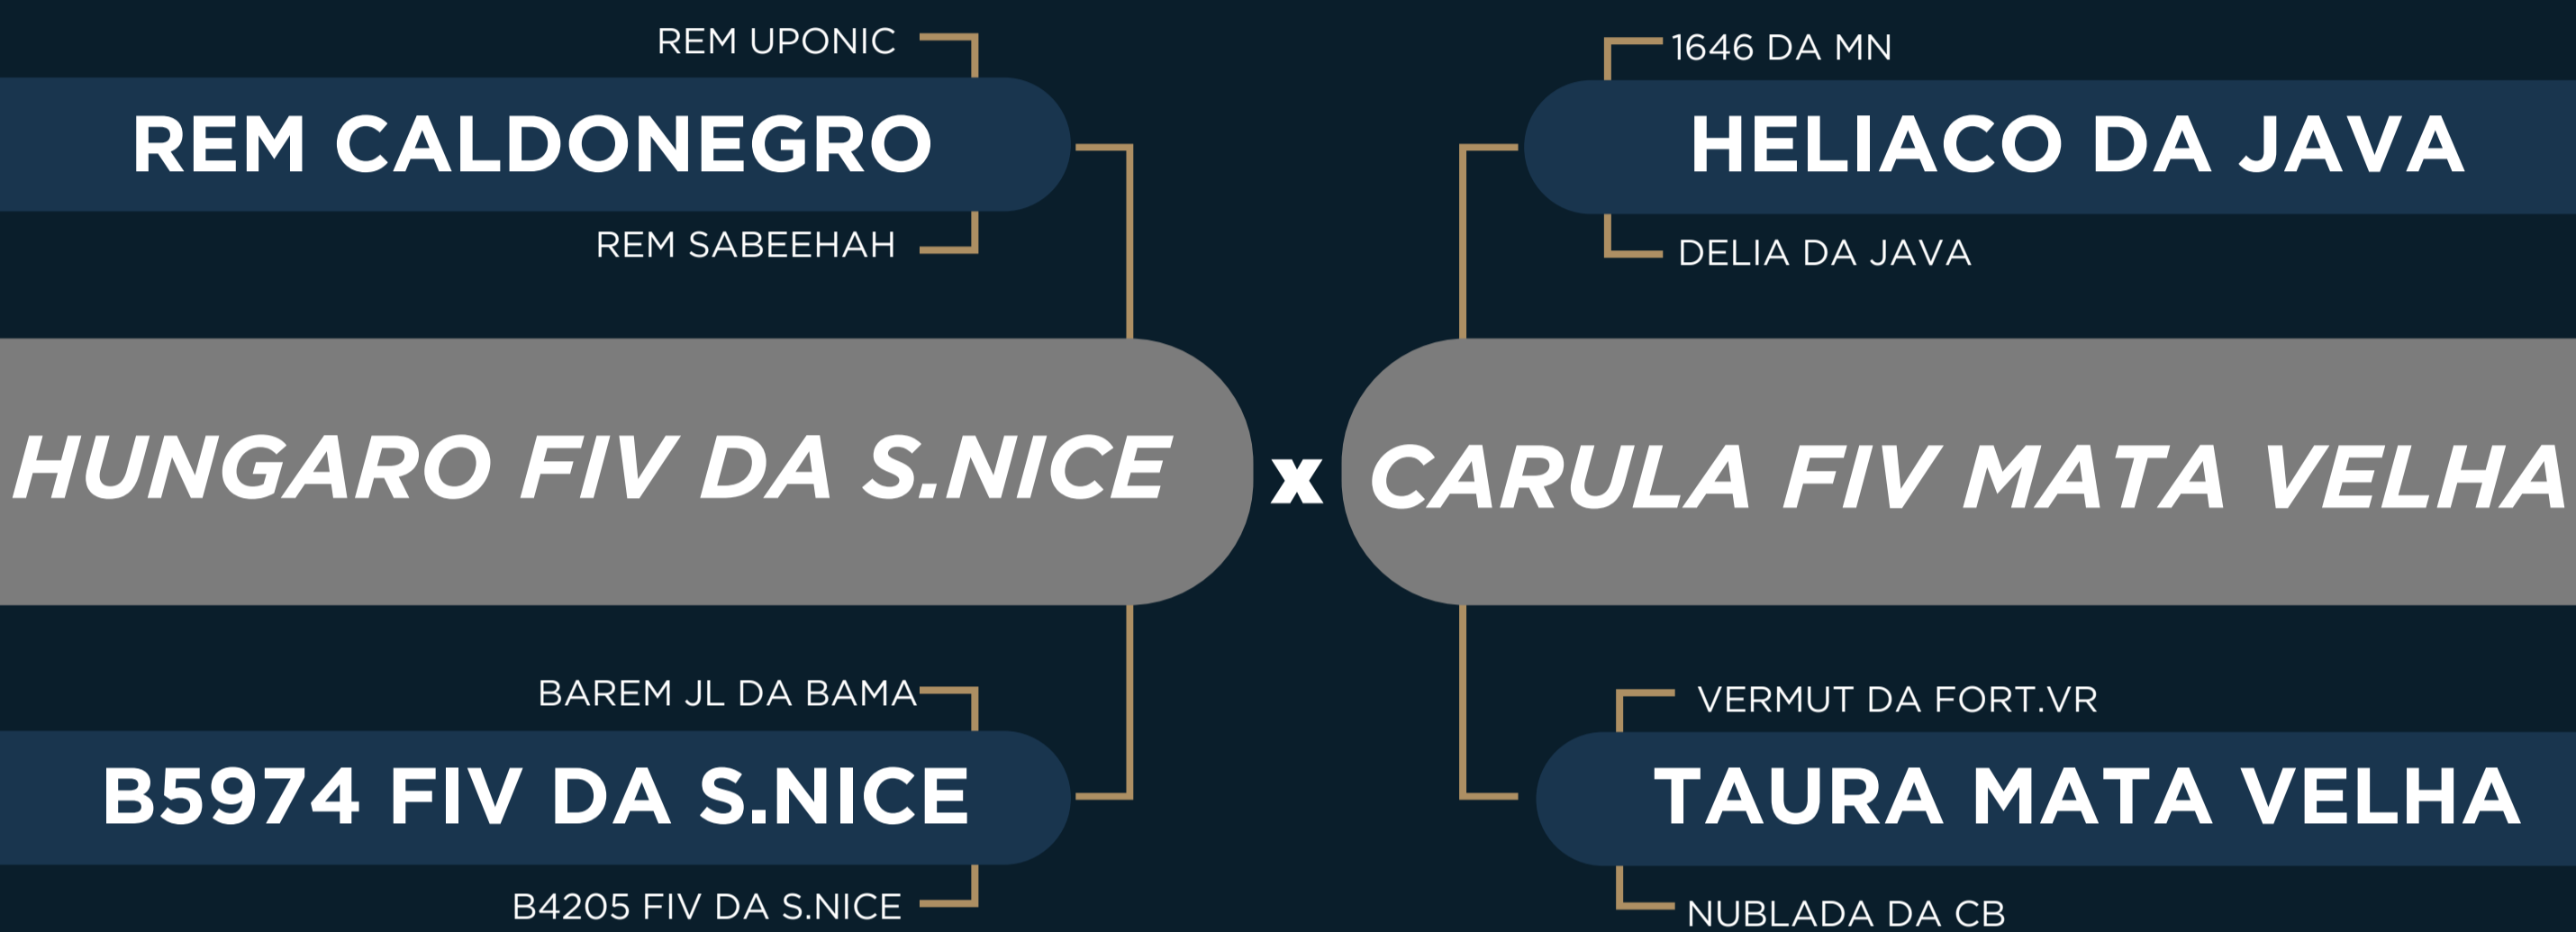 REM UPONIC
REM CALDONEGRO
REM SABEEHAH
1646 DA MN
HELIACO DA JAVA
DELIA DA JAVA
HUNGARO FIV DA S.NICE
x
CARULA FIV MATA VELHA
BAREM JL DA BAMA
B5974 FIV DA S.NICE
B4205 FIV DA S.NICE
VERMUT DA FORT.VR
TAURA MATA VELHA
NUBLADA DA CB